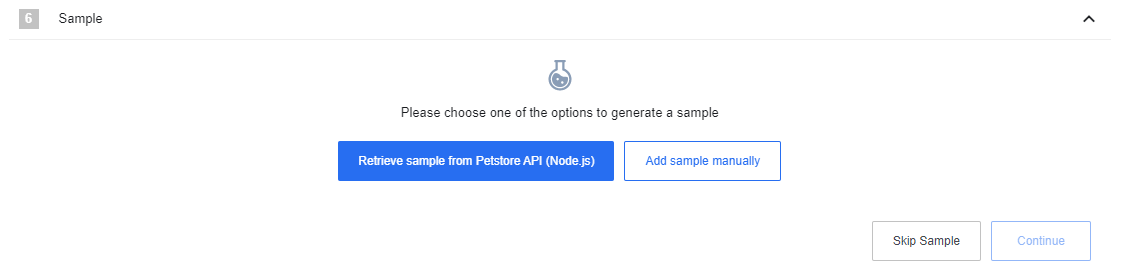 6 Sample
Please choose one of the options to generate a sample
Retrieve sample from Petstore API (Node.js) Add sample manually
Skip Sample Continue